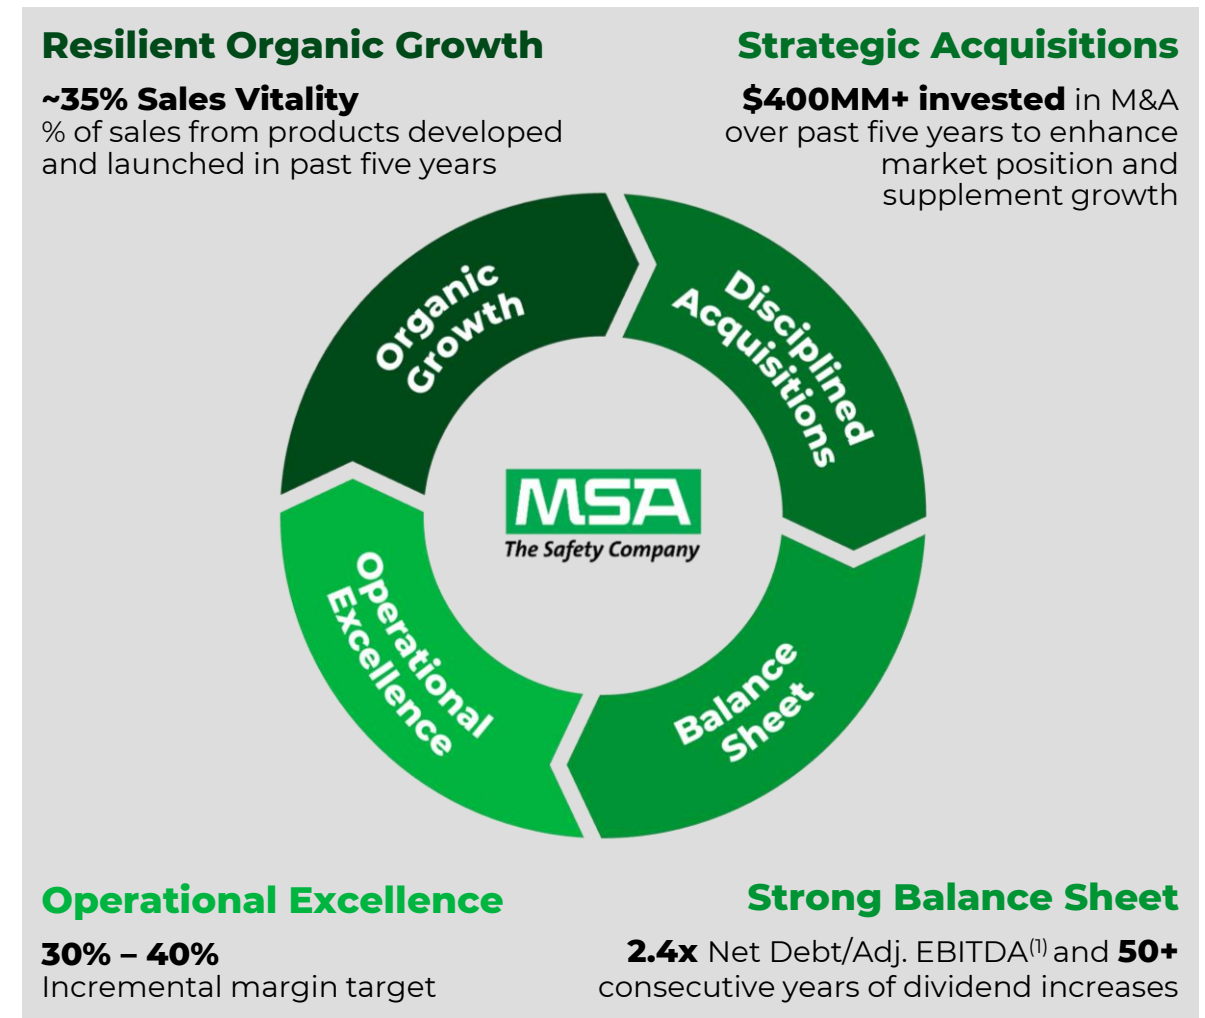 Resilient Organic Growth
~35% Sales Vitality
% of sales from products developed
and launched in past five years
Strategic Acquisitions
$400MM+ invested in M&A
over past five years to enhance
market position and
supplement growth
Organic
Growth
Disciplined
Acquisitions
MSA
The Safety Company
Operational
Excellence
Balance
Sheet
Operational Excellence
30% – 40%
Incremental margin target
Strong Balance Sheet
2.4x Net Debt/Adj. EBITDA(1) and 50+
consecutive years of dividend increases